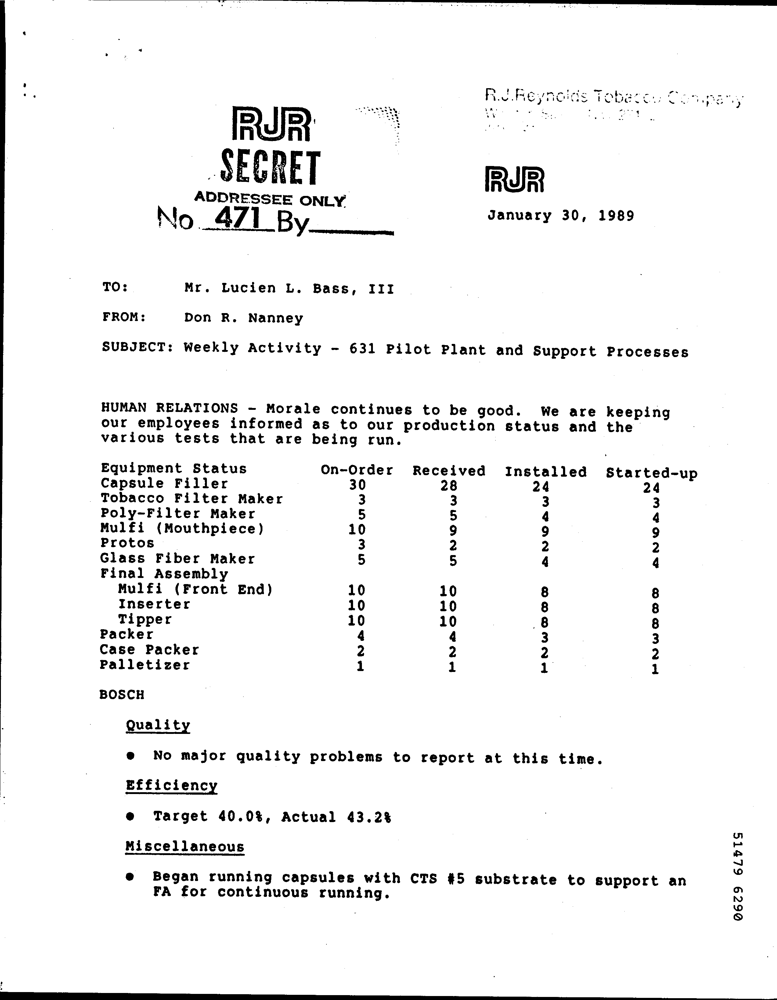 R.J.Reynolds Tobacco Company
RJR
SECRET
ADDRESSEE ONLY
No. 471 By
RJR
January 30, 1989
TO: Mr. Lucien L. Bass, III
FROM: Don R. Nanney
SUBJECT: Weekly Activity - 631 Pilot Plant and Support Processes
HUMAN RELATIONS - Morale continues to be good. We are keeping
our employees informed as to our production status and the
various tests that are being run.
Equipment Status On-Order Received Installed Started-up
Capsule Filler 30 28 24 24
Tobacco Filter Maker 3 3 3 3
Poly-Filter Maker 5 5 4 4
Mulfi (Mouthpiece) 10 9 9 9
Protos 3 2 2 2
Glass Fiber Maker 5 5 4 4
Final Assembly
Mulfi (Front End) 10 10 8 8
Inserter 10 10 8 8
Tipper 10 10 8 8
Packer 4 4 3 3
Case Packer 2 2 2 2
Palletizer 1 1 1 1
BOSCH
Quality
● No major quality problems to report at this time.
Efficiency
● Target 40.0%, Actual 43.2%
Miscellaneous
● Began running capsules with CTS #5 substrate to support an
FA for continuous running.
51479 6290